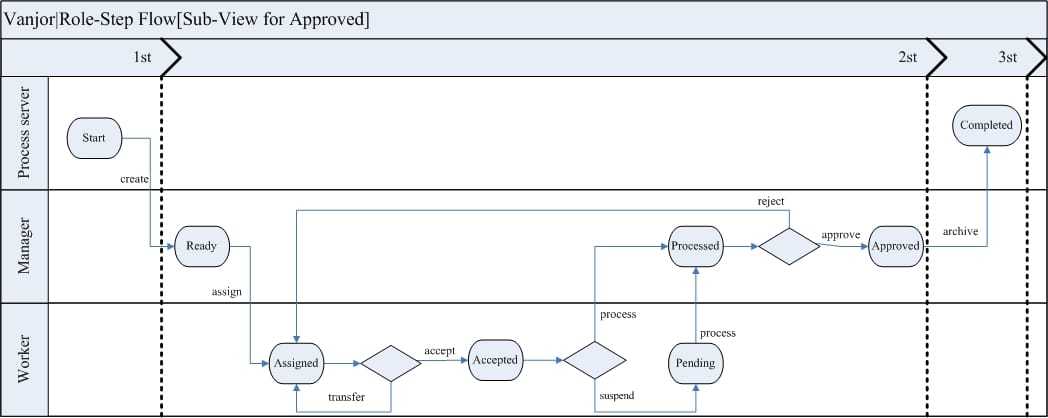 Vanjor|Role-Step Flow[Sub-View for Approved]
1st
2st
3st
Process server
Start
Completed
create
Manager
reject
Ready
Processed
approve
Approved
archive
assign
Worker
process
process
Assigned
accept
Accepted
Pending
transfer
suspend